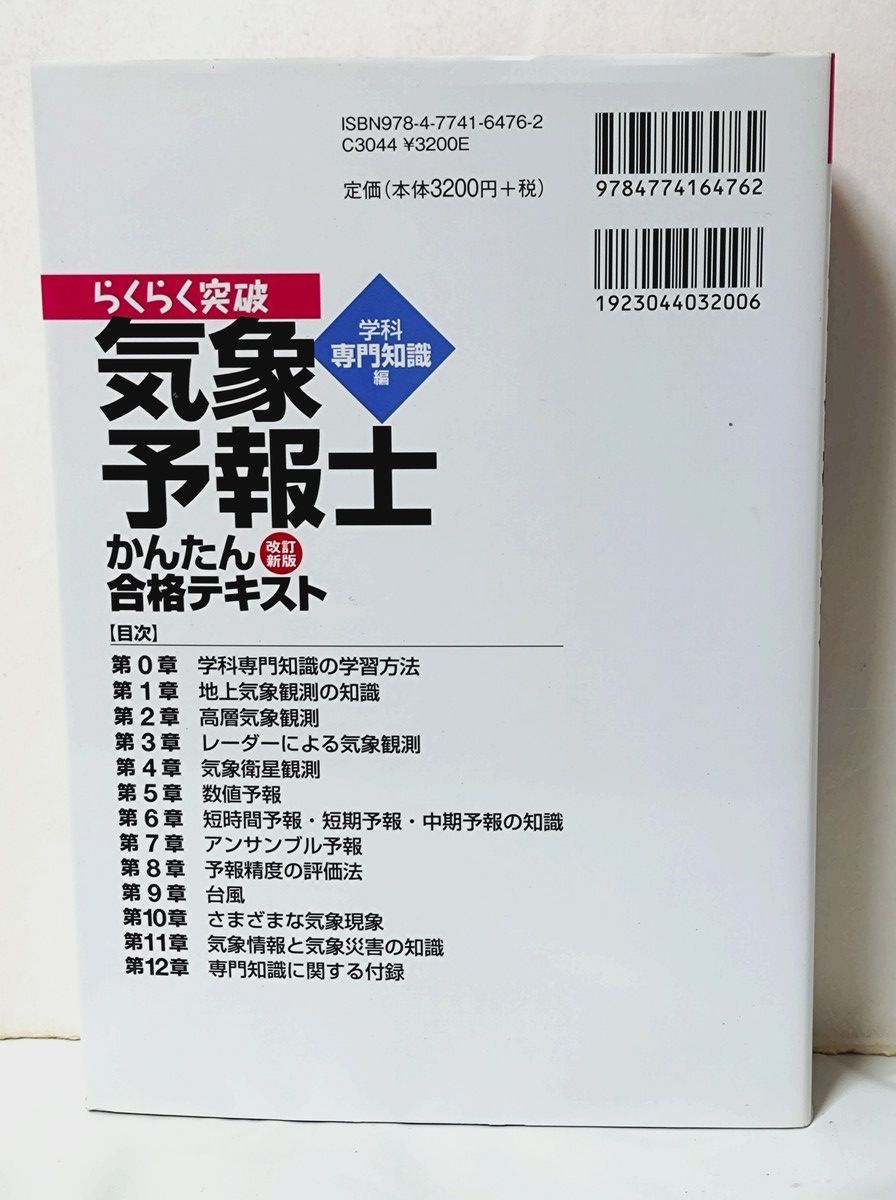 ISBN978-4-7741-6476-2
C3044 ¥3200E
定価(本体3200円+税)
9784774164762
1923044032006
らくらく突破
学科
専門知識
編
気象
予報士
かんたん
改訂
新版
合格テキスト
【目次】
第0章 学科専門知識の学習方法
第1章 地上気象観測の知識
第2章 高層気象観測
第3章 レーダーによる気象観測
第4章 気象衛星観測
第5章 数値予報
第6章 短時間予報・短期予報・中期予報の知識
第7章 アンサンブル予報
第8章 予報精度の評価法
第9章 台風
第10章 さまざまな気象現象
第11章 気象情報と気象災害の知識
第12章 専門知識に関する付録